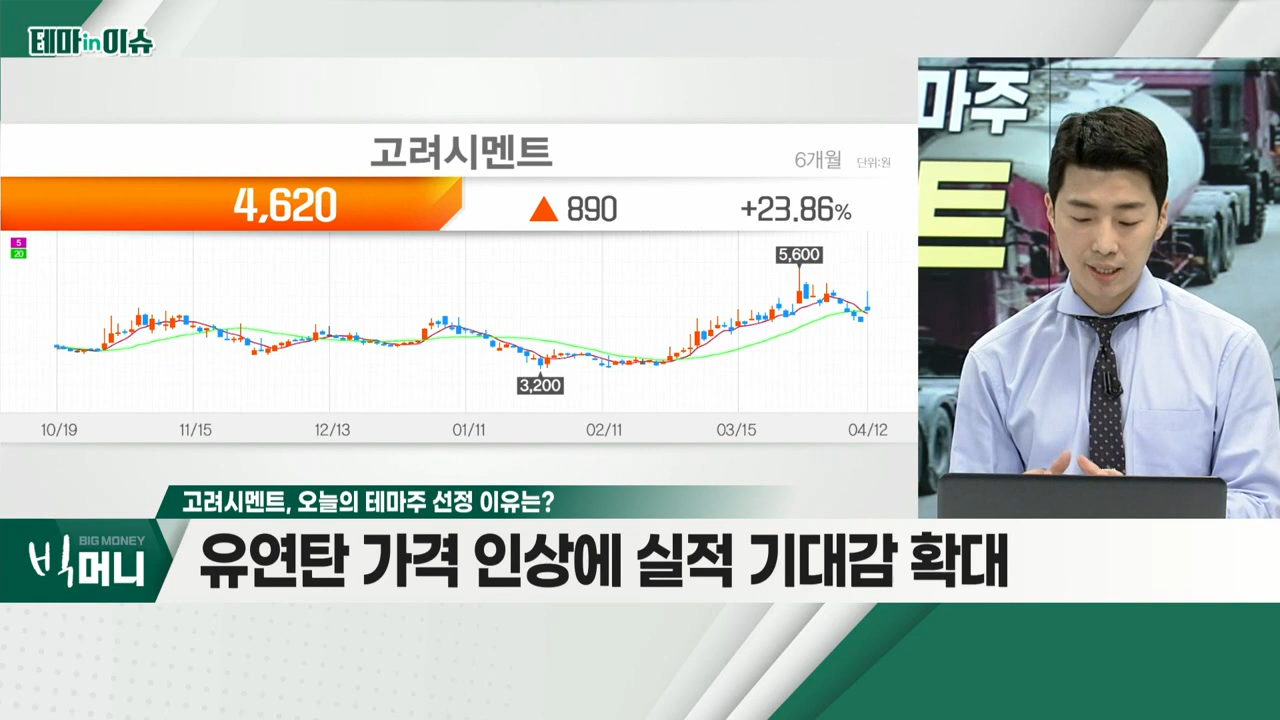 테마in이슈
고려시멘트
6개월 단위:원
4,620 ▲ 890 +23.86%
5
20
5,600
3,200
10/19 11/15 12/13 01/11 02/11 03/15 04/12
마주
트
고려시멘트, 오늘의 테마주 선정 이유는?
BIG MONEY
빅머니
유연탄 가격 인상에 실적 기대감 확대